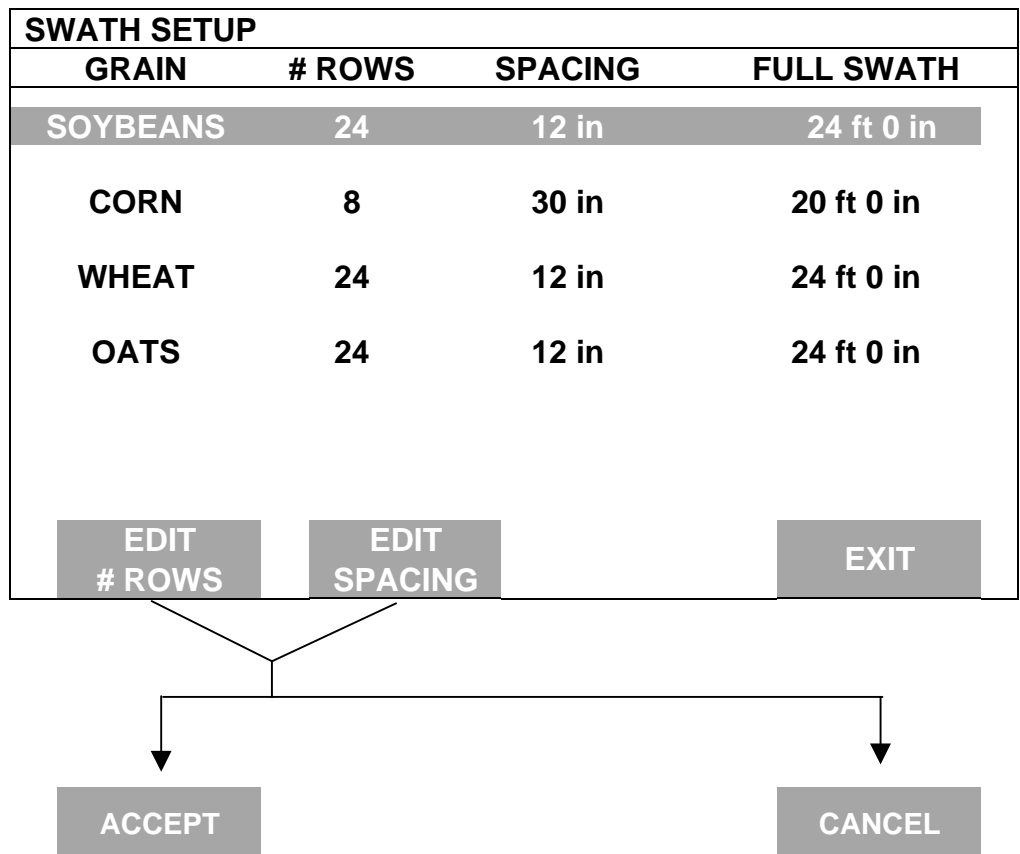 SWATH SETUP
GRAIN # ROWS SPACING FULL SWATH
SOYBEANS 24 12 in 24 ft 0 in
CORN 8 30 in 20 ft 0 in
WHEAT 24 12 in 24 ft 0 in
OATS 24 12 in 24 ft 0 in
EDIT # ROWS
EDIT SPACING
EXIT
ACCEPT
CANCEL